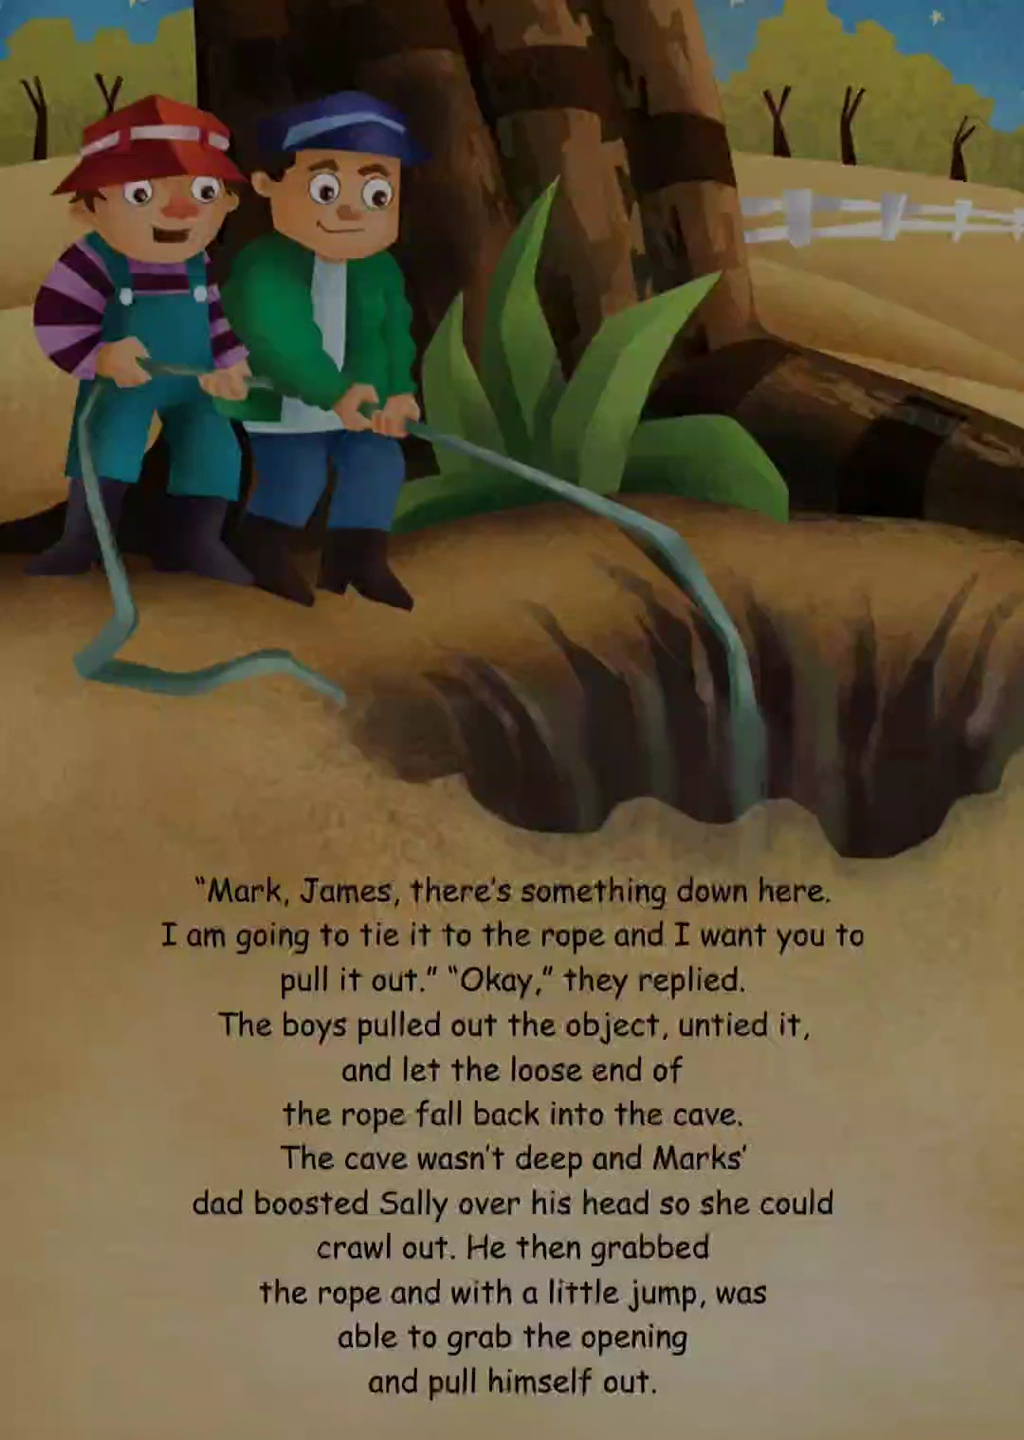 “Mark, James, there’s something down here.
I am going to tie it to the rope and I want you to
pull it out.” “Okay,” they replied.
The boys pulled out the object, untied it,
and let the loose end of
the rope fall back into the cave.
The cave wasn’t deep and Marks’
dad boosted Sally over his head so she could
crawl out. He then grabbed
the rope and with a little jump, was
able to grab the opening
and pull himself out.